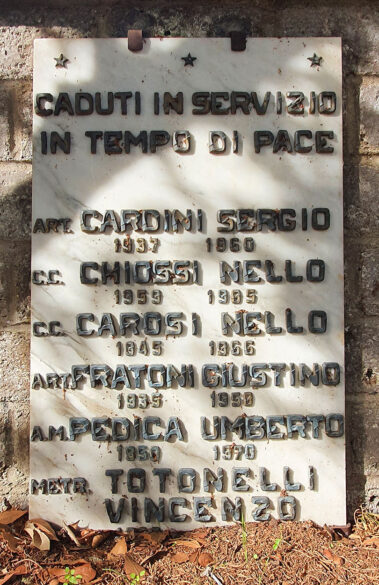 CADUTI IN SERVIZIO
IN TEMPO DI PACE
ART. CARDINI SERGIO
1937 1960
C.C. CHIOSSI NELLO
1959 1985
C.C. CAROSI NELLO
1945 1966
ART. FRATONI GIUSTINO
1935 1958
A.M. PEDICA UMBERTO
1950 1970
METR. TOTONELLI
VINCENZO